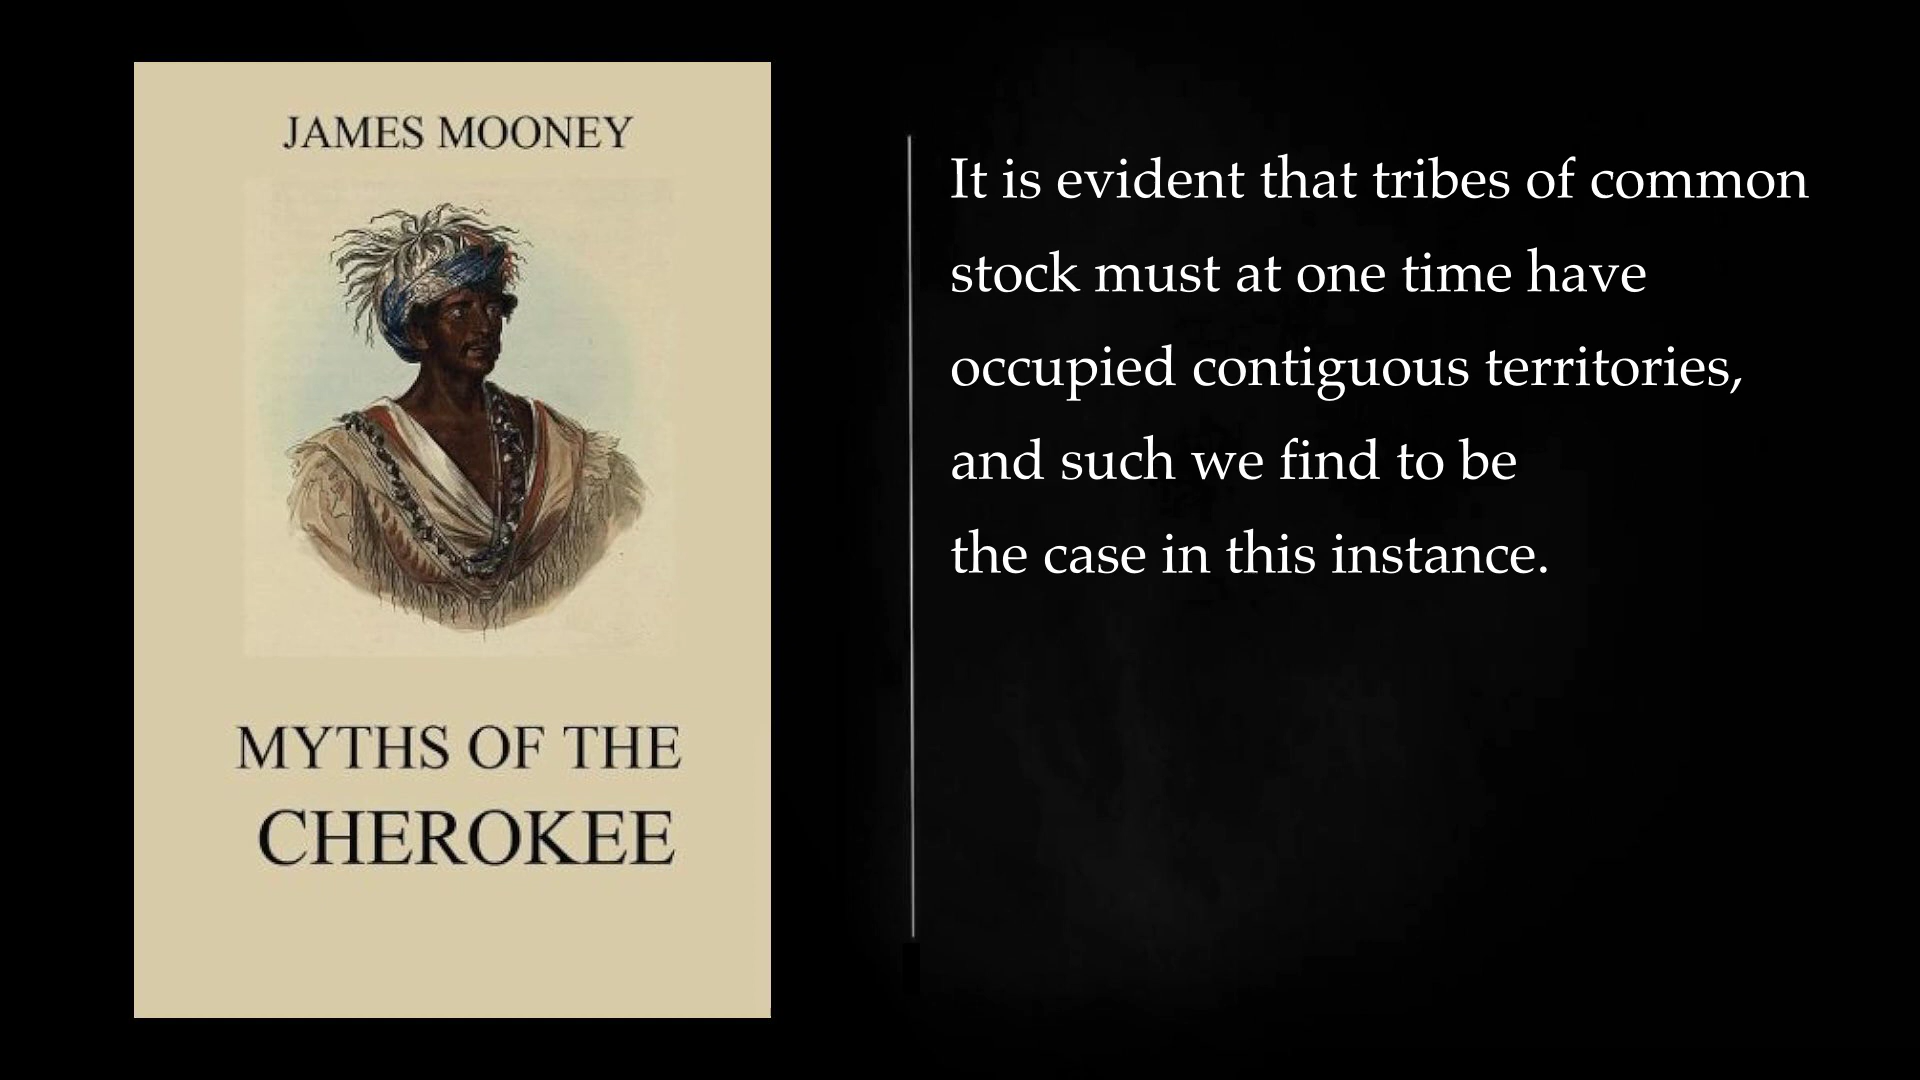 JAMES MOONEY
MYTHS OF THE
CHEROKEE
It is evident that tribes of common
stock must at one time have
occupied contiguous territories,
and such we find to be
the case in this instance.